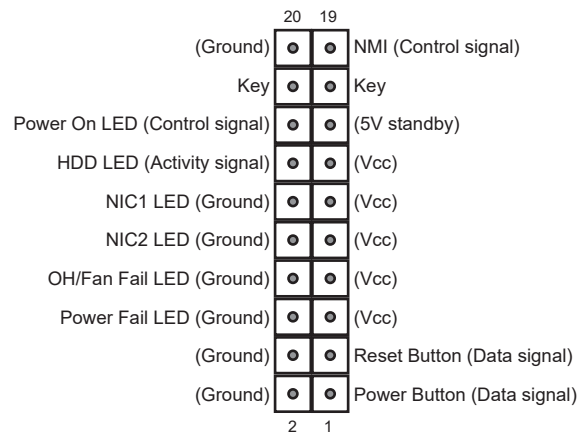 20 19
(Ground) NMI (Control signal)
Key Key
Power On LED (Control signal) (5V standby)
HDD LED (Activity signal) (Vcc)
NIC1 LED (Ground) (Vcc)
NIC2 LED (Ground) (Vcc)
OH/Fan Fail LED (Ground) (Vcc)
Power Fail LED (Ground) (Vcc)
(Ground) Reset Button (Data signal)
(Ground) Power Button (Data signal)
2 1